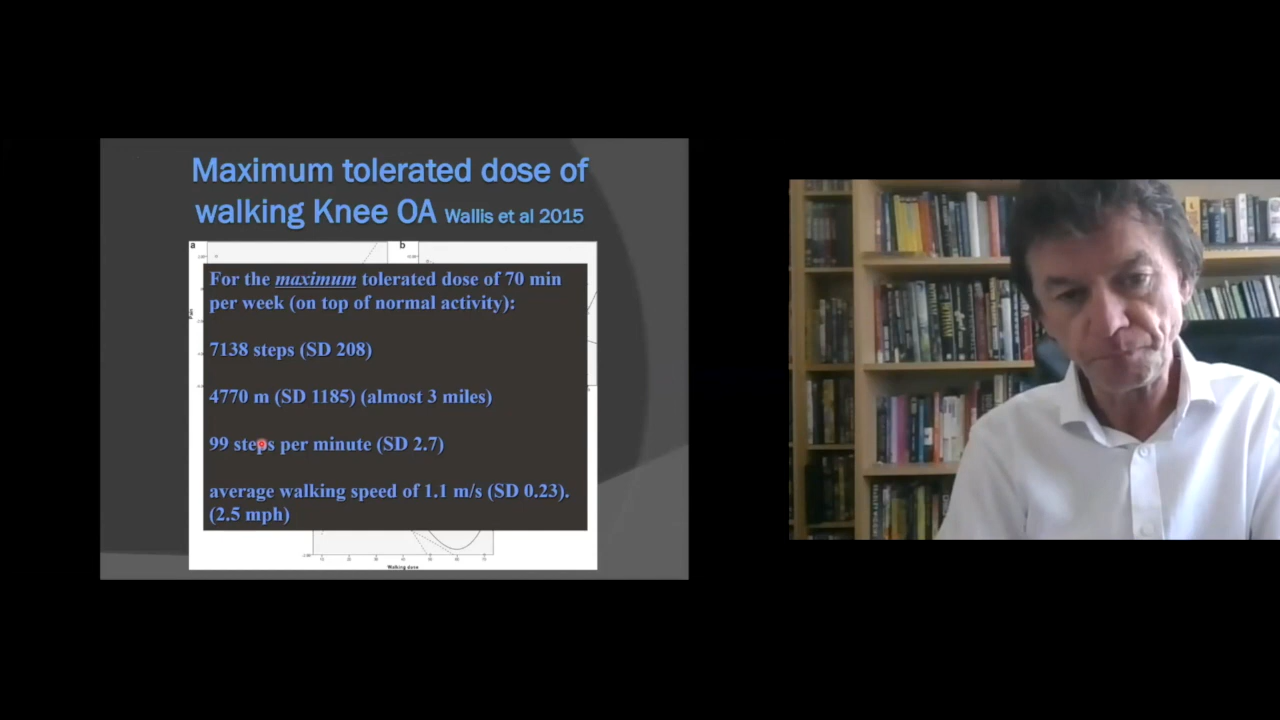 Maximum tolerated dose of
walking Knee OA Wallis et al 2015
a
b
For the maximum tolerated dose of 70 min
per week (on top of normal activity):
7138 steps (SD 208)
4770 m (SD 1185) (almost 3 miles)
99 steps per minute (SD 2.7)
average walking speed of 1.1 m/s (SD 0.23).
(2.5 mph)
Walking dose